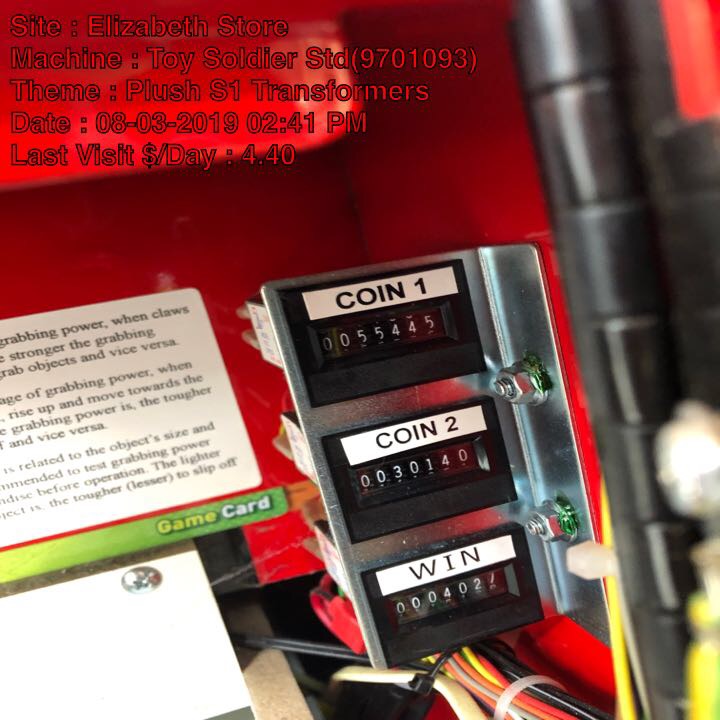 Site : Elizabeth Store
Machine : Toy Soldier Std(9701093)
Theme : Plush S1 Transformers
Date : 08-03-2019 02:41 PM
Last Visit $/Day : 4.40
grabbing power, when claws
stronger the grabbing
grab objects and vice versa.
age of grabbing power, when
, rise up and move towards the
e grabbing power is, the tougher
f and vice versa.
is related to the object's size and
mmended to test grabbing power
ndise before operation. The lighter
ject is, the tougher (lesser) to slip off
Game Card
COIN 1
0055445
COIN 2
0030140
WIN